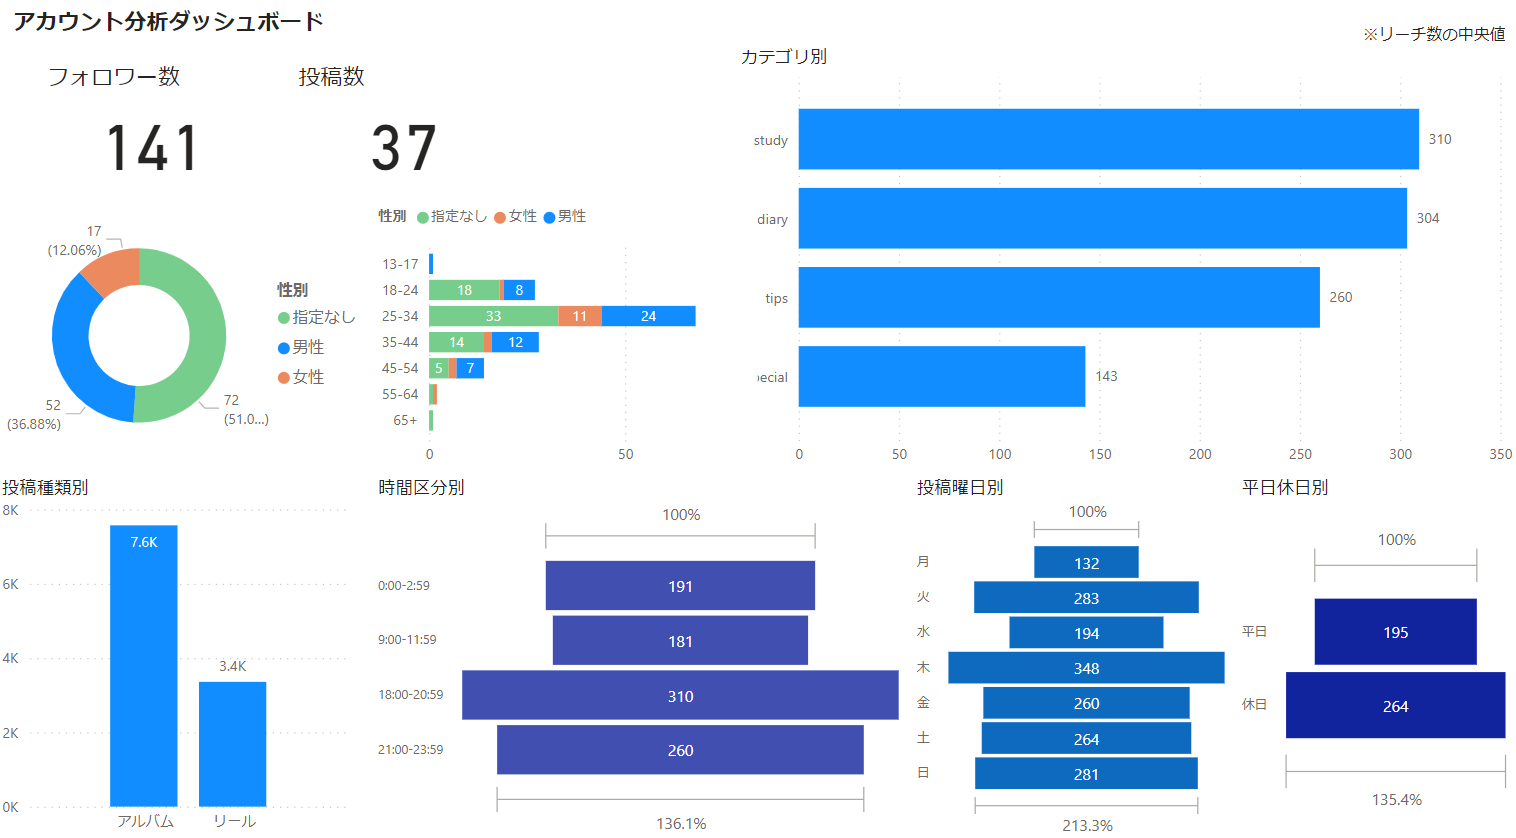 アカウント分析ダッシュボード
※リーチ数の中央値
フォロワー数
投稿数
141
37
カテゴリ別
study
310
diary
304
tips
260
pecial
143
0
50
100
150
200
250
300
350
17
(12.06%)
52
(36.88%)
72
(51.0...)
性別
指定なし
男性
女性
性別 指定なし 女性 男性
13-17
18-24 18 8
25-34 33 11 24
35-44 14 12
45-54 5 7
55-64
65+
0 50
投稿種類別
8K
6K
4K
2K
0K
7.6K
3.4K
アルバム リール
時間区分別
100%
0:00-2:59 191
9:00-11:59 181
18:00-20:59 310
21:00-23:59 260
136.1%
投稿曜日別
100%
月 132
火 283
水 194
木 348
金 260
土 264
日 281
213.3%
平日休日別
100%
平日 195
休日 264
135.4%